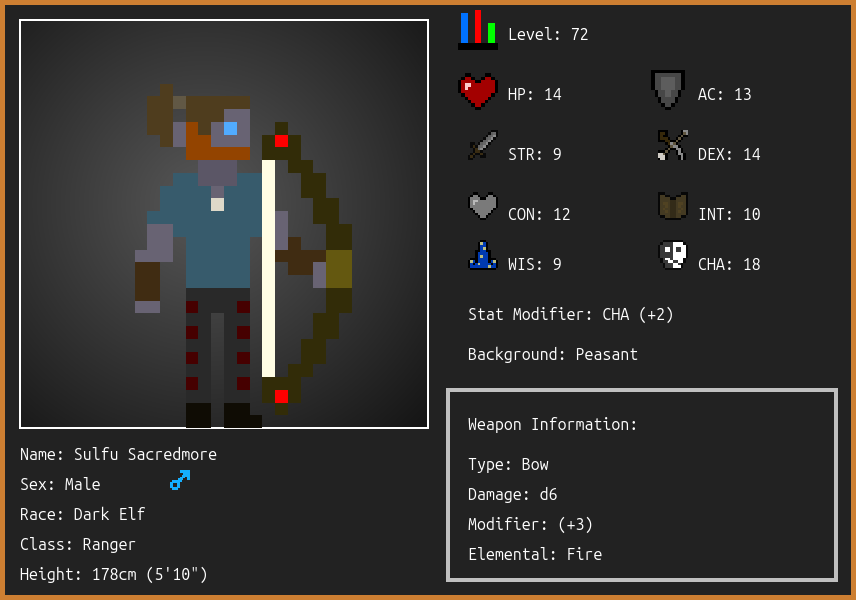 Level: 72
HP: 14
AC: 13
STR: 9
DEX: 14
CON: 12
INT: 10
WIS: 9
CHA: 18
Stat Modifier: CHA (+2)
Background: Peasant
Weapon Information:
Type: Bow
Damage: d6
Modifier: (+3)
Elemental: Fire
Name: Sulfu Sacredmore
Sex: Male
Race: Dark Elf
Class: Ranger
Height: 178cm (5'10")